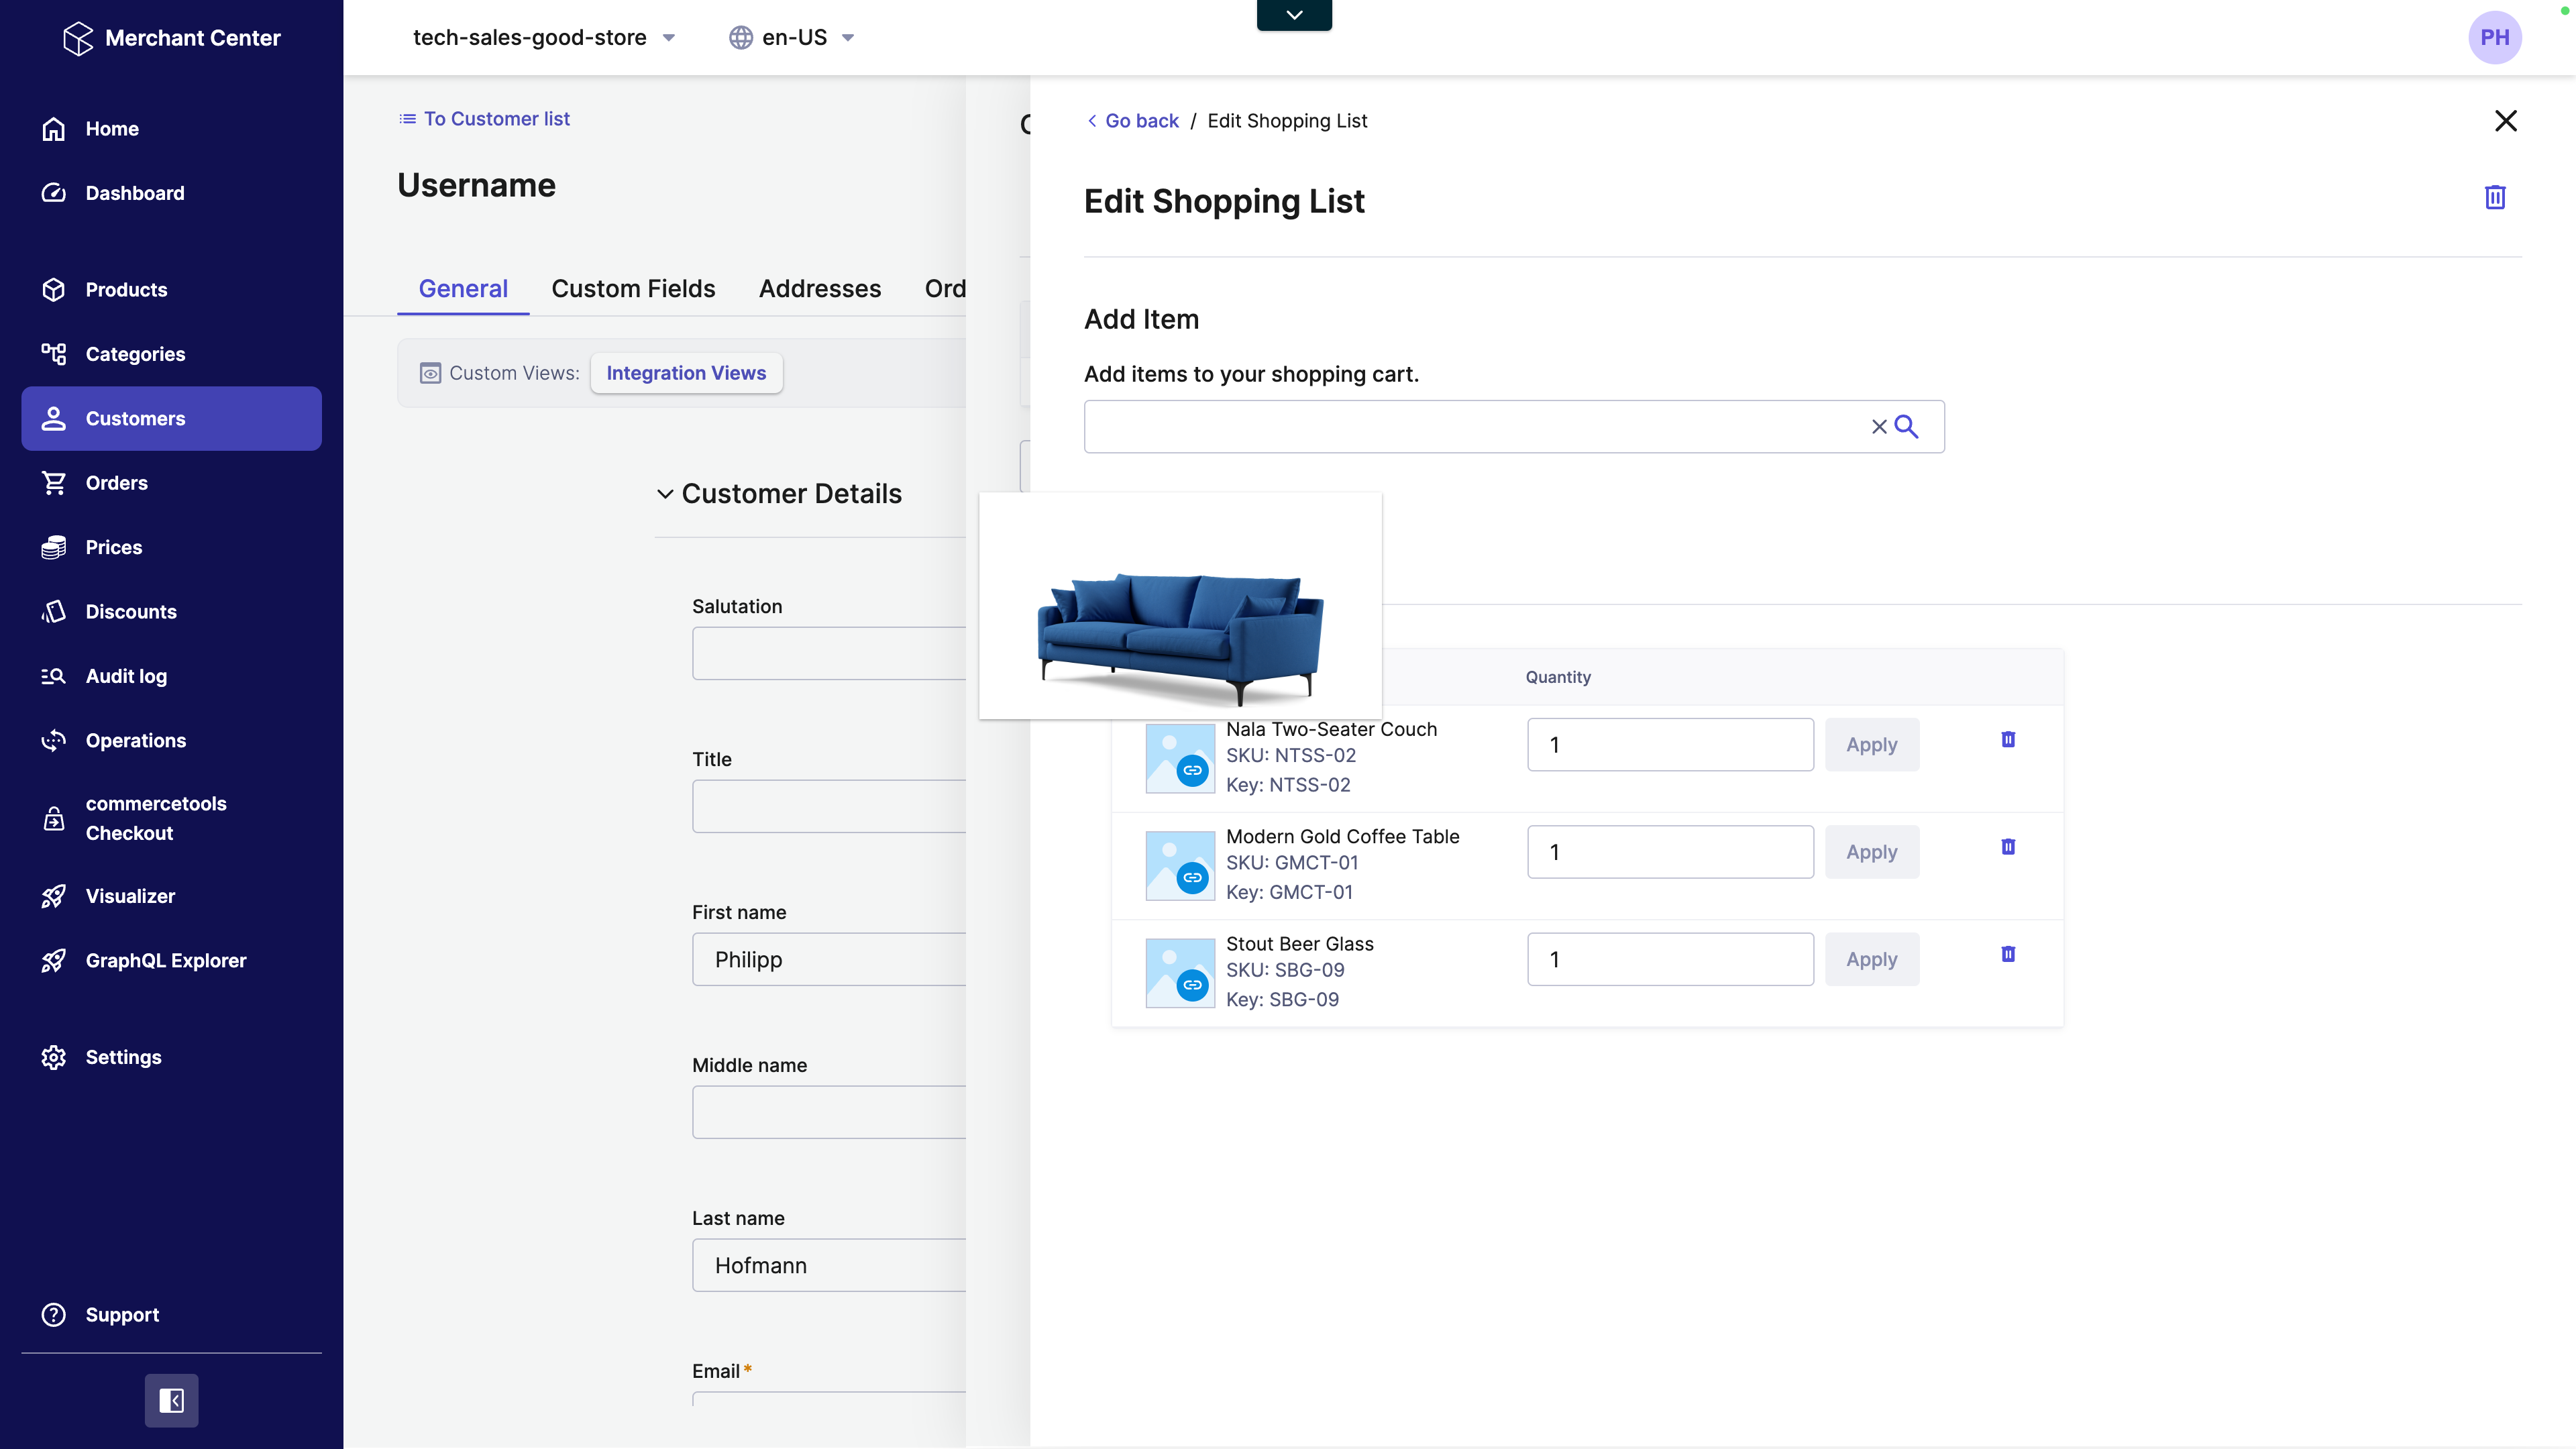 Merchant Center
tech-sales-good-store
en-US
PH
Home
Dashboard
Products
Categories
Customers
Orders
Prices
Discounts
Audit log
Operations
commercetools
Checkout
Visualizer
GraphQL Explorer
Settings
Support
To Customer list
Username
General Custom Fields Addresses Ord
Custom Views: Integration Views
Customer Details
Salutation
Title
First name
Philipp
Middle name
Last name
Hofmann
Email*
Go back / Edit Shopping List
Edit Shopping List
Add Item
Add items to your shopping cart.
Quantity
Nala Two-Seater Couch
SKU: NTSS-02
Key: NTSS-02
1 Apply
Modern Gold Coffee Table
SKU: GMCT-01
Key: GMCT-01
1 Apply
Stout Beer Glass
SKU: SBG-09
Key: SBG-09
1 Apply